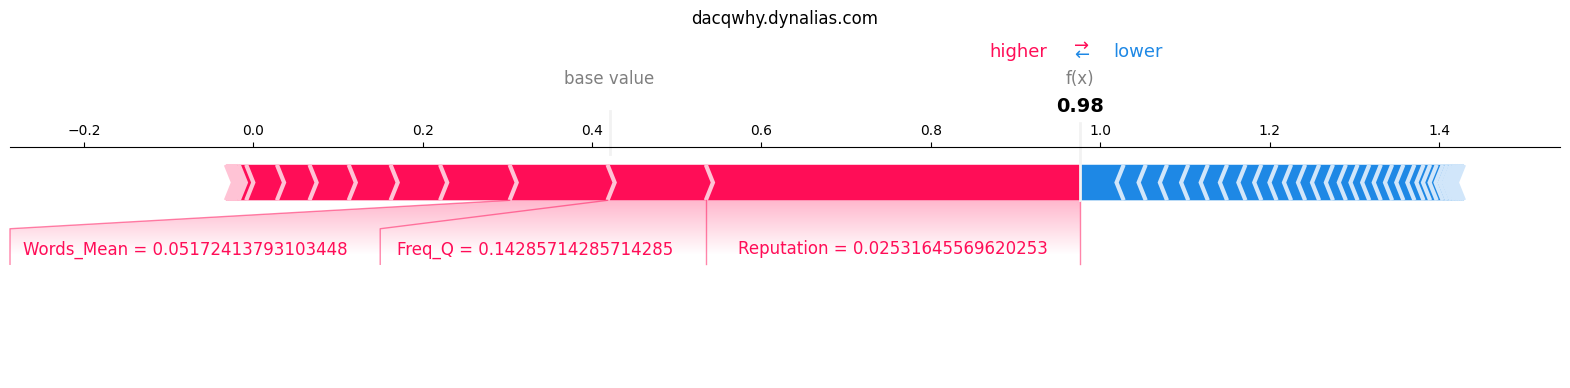 dacqwhy.dynalias.com
higher ⇄ lower
base value f(x)
0.98
−0.2 0.0 0.2 0.4 0.6 0.8 1.0 1.2 1.4
Words_Mean = 0.05172413793103448 Freq_Q = 0.14285714285714285 Reputation = 0.02531645569620253